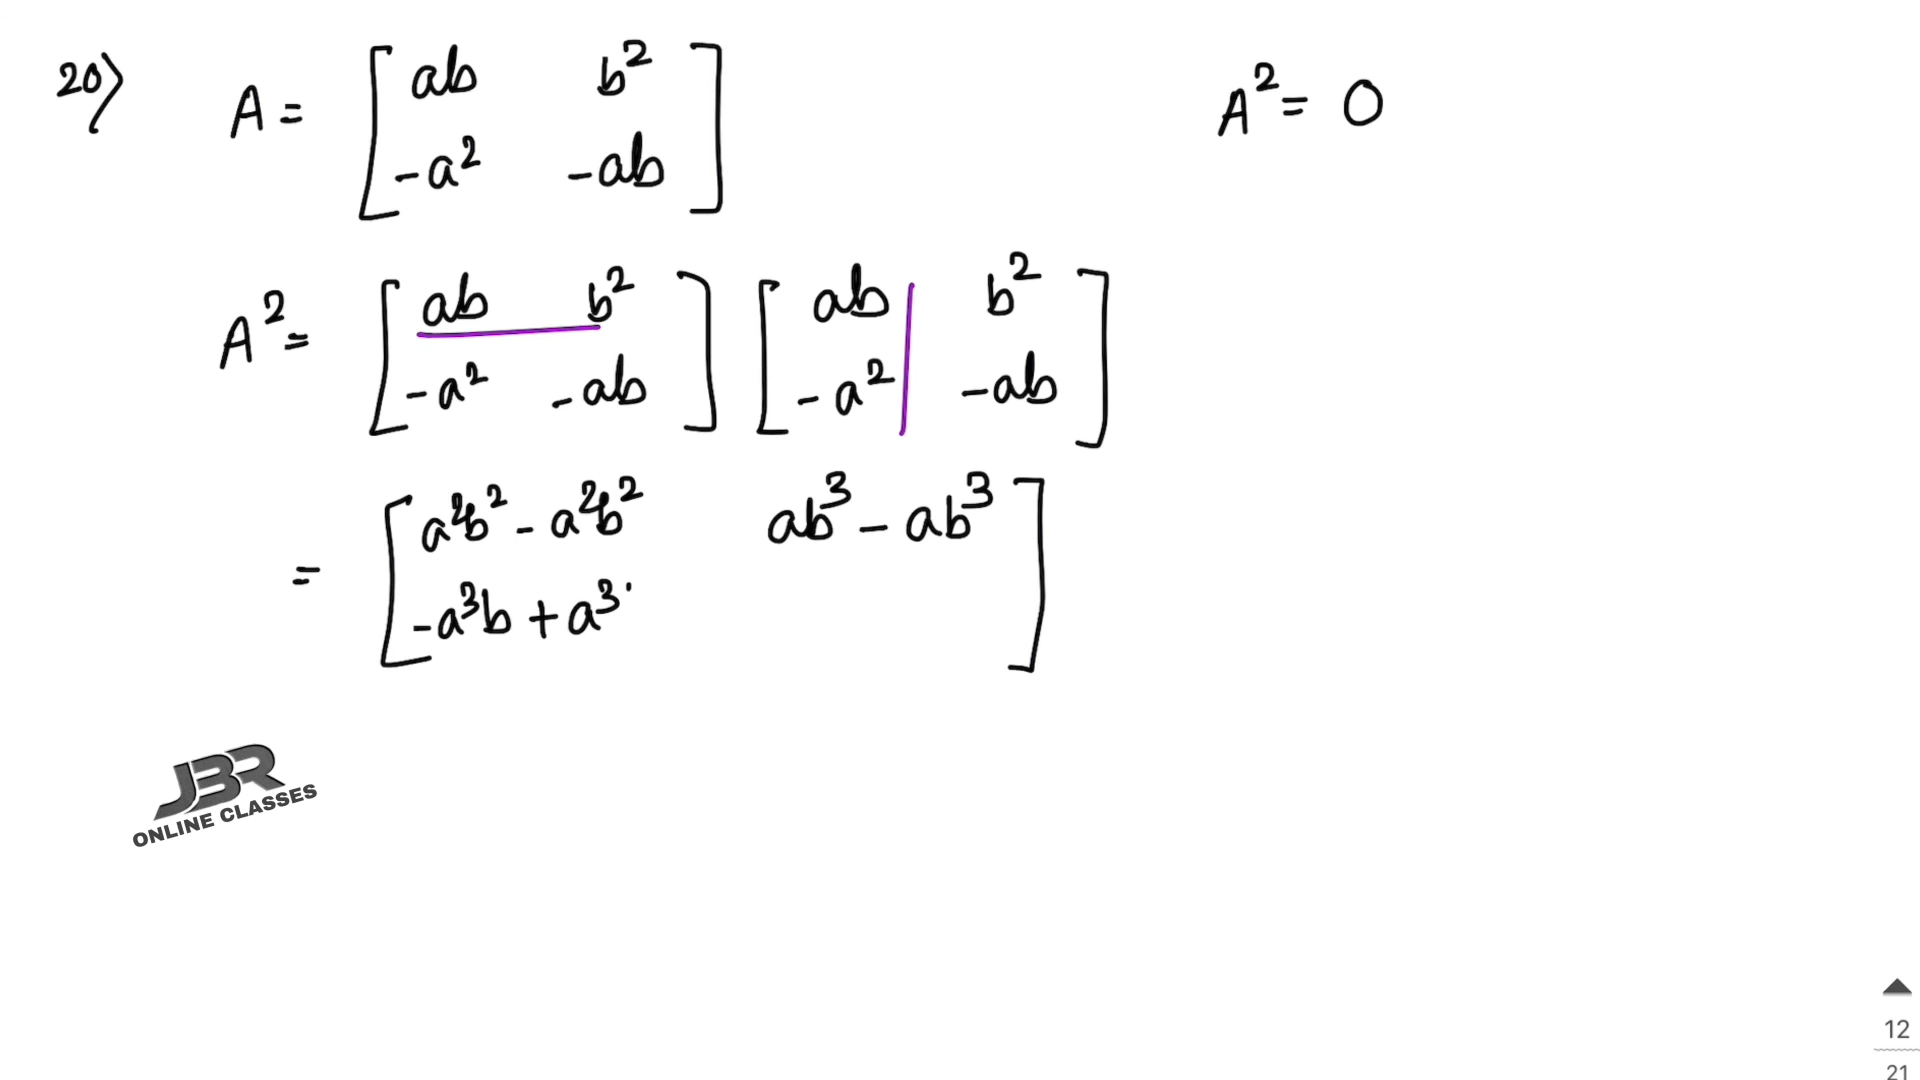 20) A = [ ab b² A² = 0
-a² -ab ]
A² = [ ab b² ] [ ab b²
-a² -ab ] [ -a² -ab ]
= [ a²b² - a²b² ab³ - ab³
-a³b + a³ ]
JBR
ONLINE CLASSES
12
21